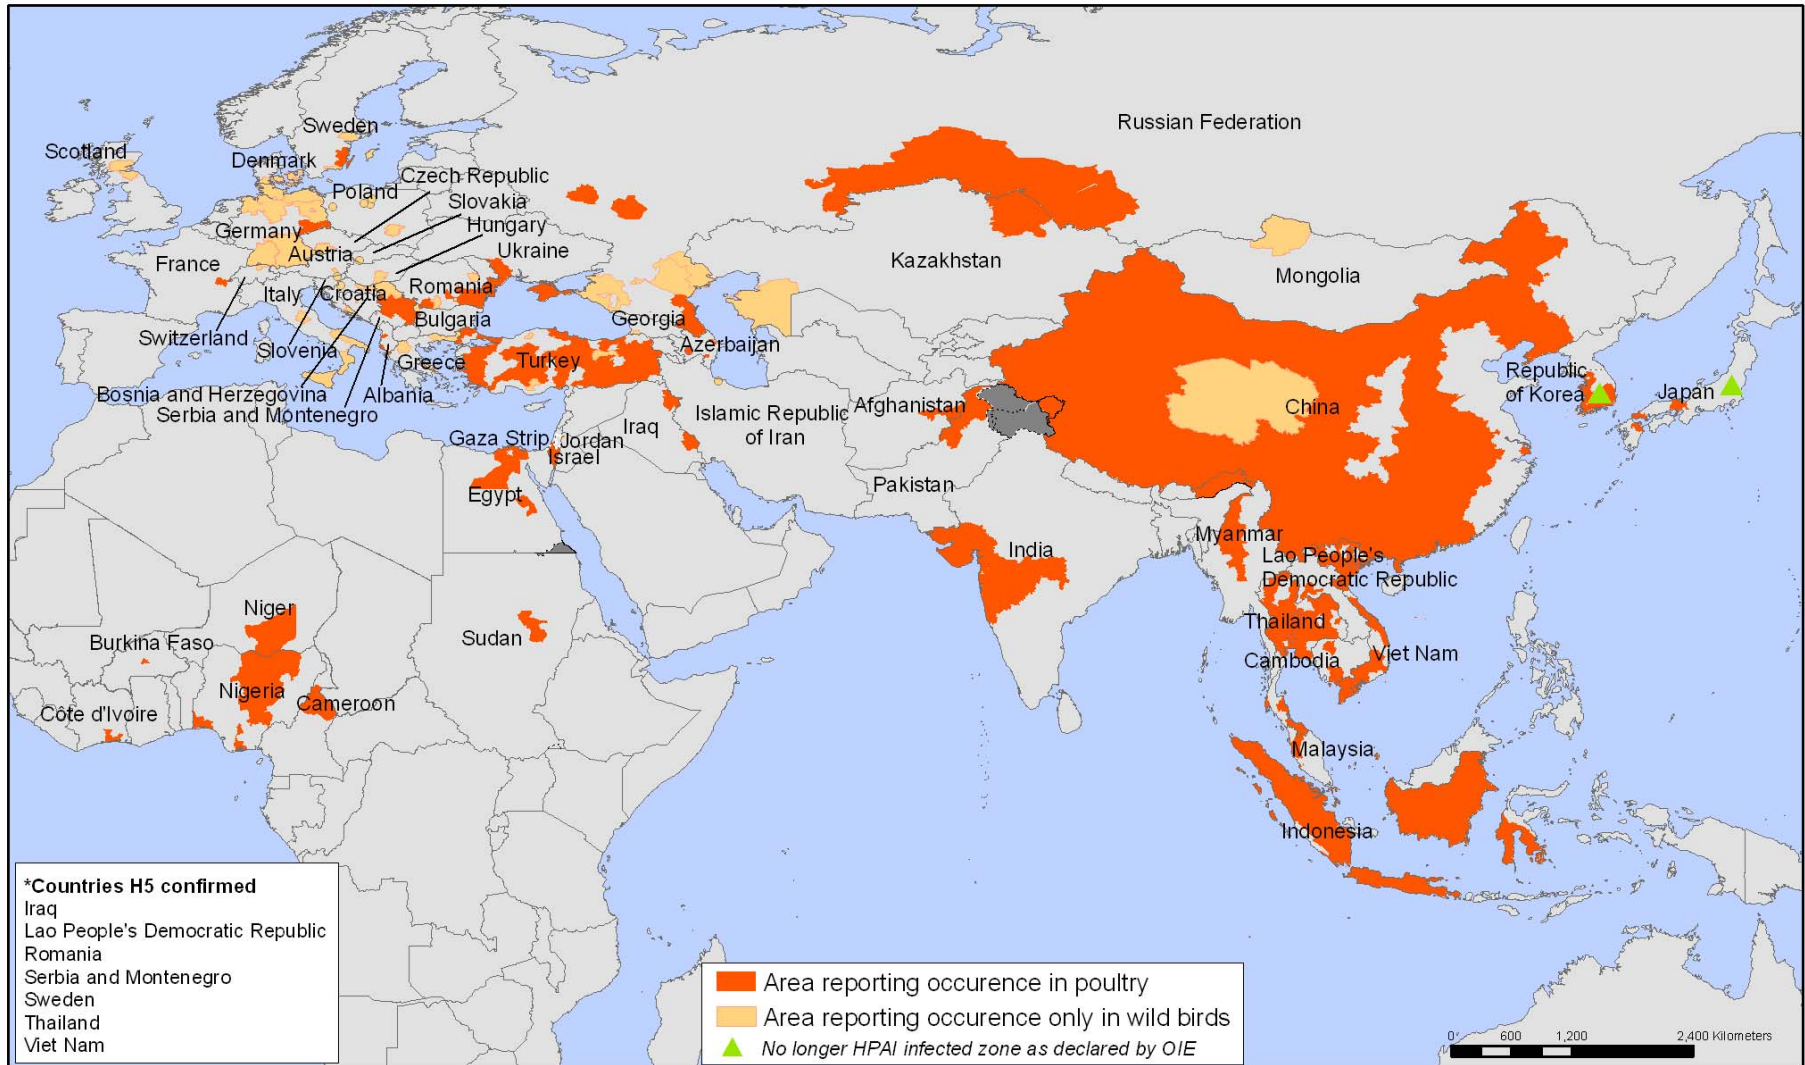 Russian Federation
Sweden
Scotland
Denmark
Czech Republic
Poland
Slovakia
Hungary
Germany
Ukraine
Austria
France
Kazakhstan
Mongolia
Romania
Italy
Croatia
Bulgaria
Georgia
Switzerland
Slovenia
Azerbaijan
Greece
Turkey
Republic
of Korea
Japan
Bosnia and Herzegovina
Albania
Serbia and Montenegro
Afghanistan
China
Islamic Republic
of Iran
Iraq
Gaza Strip
Jordan
Israel
Egypt
Pakistan
Myanmar
India
Lao People's
Democratic Republic
Niger
Thailand
Sudan
Burkina Faso
Viet Nam
Cambodia
Nigeria
Cameroon
Côte d'Ivoire
Malaysia
Indonesia
*Countries H5 confirmed
Iraq
Lao People's Democratic Republic
Romania
Serbia and Montenegro
Sweden
Thailand
Viet Nam
Area reporting occurence in poultry
Area reporting occurence only in wild birds
No longer HPAI infected zone as declared by OIE
0 600 1,200 2,400 Kilometers